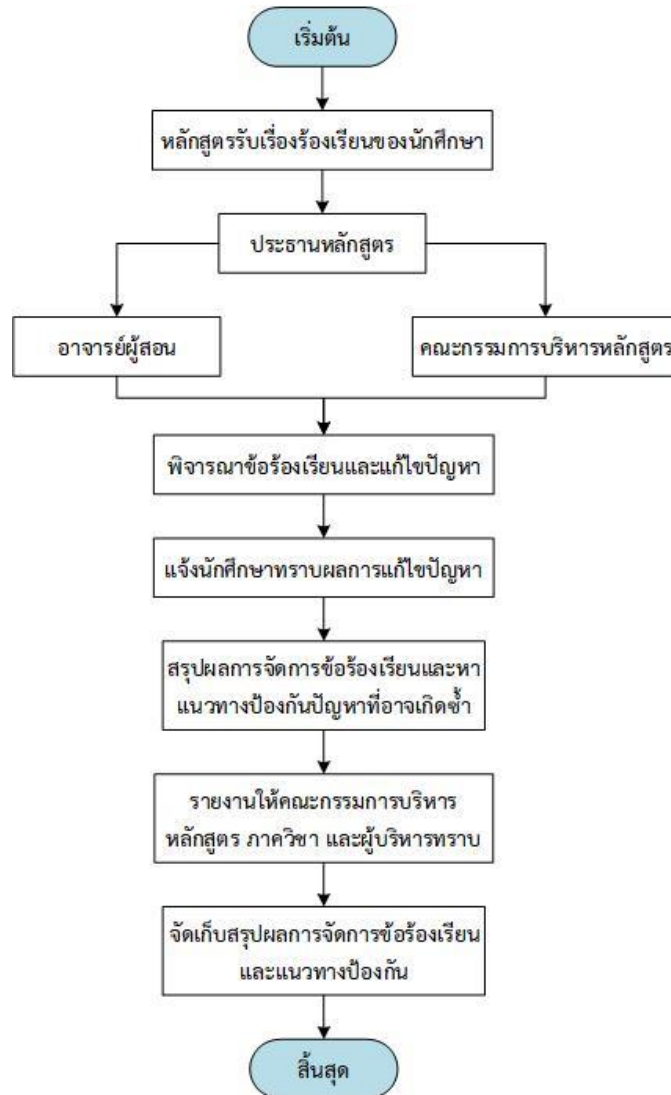 เริ่มต้น
หลักสูตรรับเรื่องร้องเรียนของนักศึกษา
ประธานหลักสูตร
อาจารย์ผู้สอน
คณะกรรมการบริหารหลักสูตร
พิจารณาข้อร้องเรียนและแก้ไขปัญหา
แจ้งนักศึกษาทราบผลการแก้ไขปัญหา
สรุปผลการจัดการข้อร้องเรียนและหา
แนวทางป้องกันปัญหาที่อาจเกิดซ้ำ
รายงานให้คณะกรรมการบริหาร
หลักสูตร ภาควิชา และผู้บริหารทราบ
จัดเก็บสรุปผลการจัดการข้อร้องเรียน
และแนวทางป้องกัน
สิ้นสุด